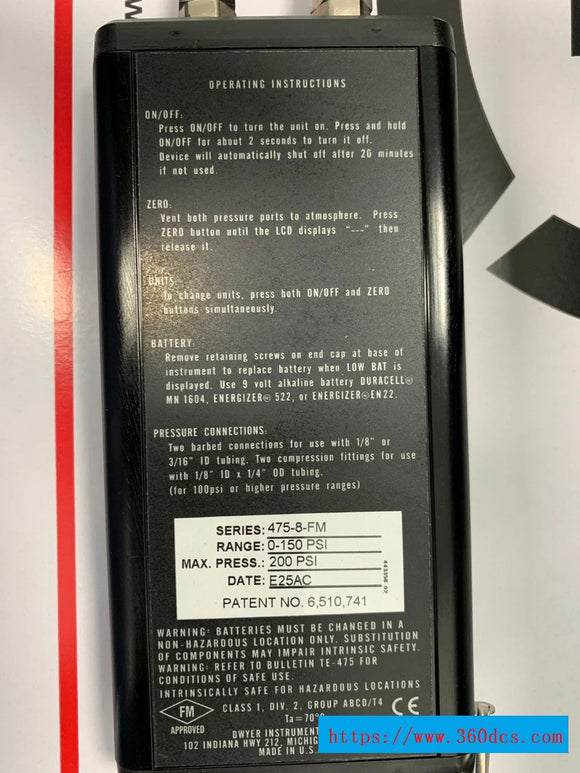 OPERATING INSTRUCTIONS
ON/OFF:
Press ON/OFF to turn the unit on. Press and hold
ON/OFF for about 2 seconds to turn it off.
Device will automatically shut off after 20 minutes
if not used.
ZERO:
Vent both pressure ports to atmosphere. Press
ZERO button until the LCD displays "---" then
release it.
UNITS
To change units, press both ON/OFF and ZERO
buttons simultaneously.
BATTERY:
Remove retaining screws on end cap at base of
instrument to replace battery when LOW BAT is
displayed. Use 9 volt alkaline battery DURACELL®
MN 1604, ENERGIZER® 522, or ENERGIZER® EN22.
PRESSURE CONNECTIONS:
Two barbed connections for use with 1/8" or
3/16" ID tubing. Two compression fittings for use
with 1/8" ID x 1/4" OD tubing.
(for 100psi or higher pressure ranges)
SERIES: 475-8-FM
RANGE: 0-150 PSI
MAX. PRESS.: 200 PSI
DATE: E25AC
PATENT NO. 6,510,741
WARNING: BATTERIES MUST BE CHANGED IN A
NON-HAZARDOUS LOCATION ONLY. SUBSTITUTION
OF COMPONENTS MAY IMPAIR INTRINSIC SAFETY.
WARNING: REFER TO BULLETIN TE-475 FOR
CONDITIONS OF SAFE USE.
INTRINSICALLY SAFE FOR HAZARDOUS LOCATIONS
FM
APPROVED
CLASS 1, DIV. 2, GROUP ABCD/T4
Ta=70°
CE
DWYER INSTRUMENT
102 INDIANA HWY 212, MICHIG
MADE IN U.S.
https://www.360dcs.com